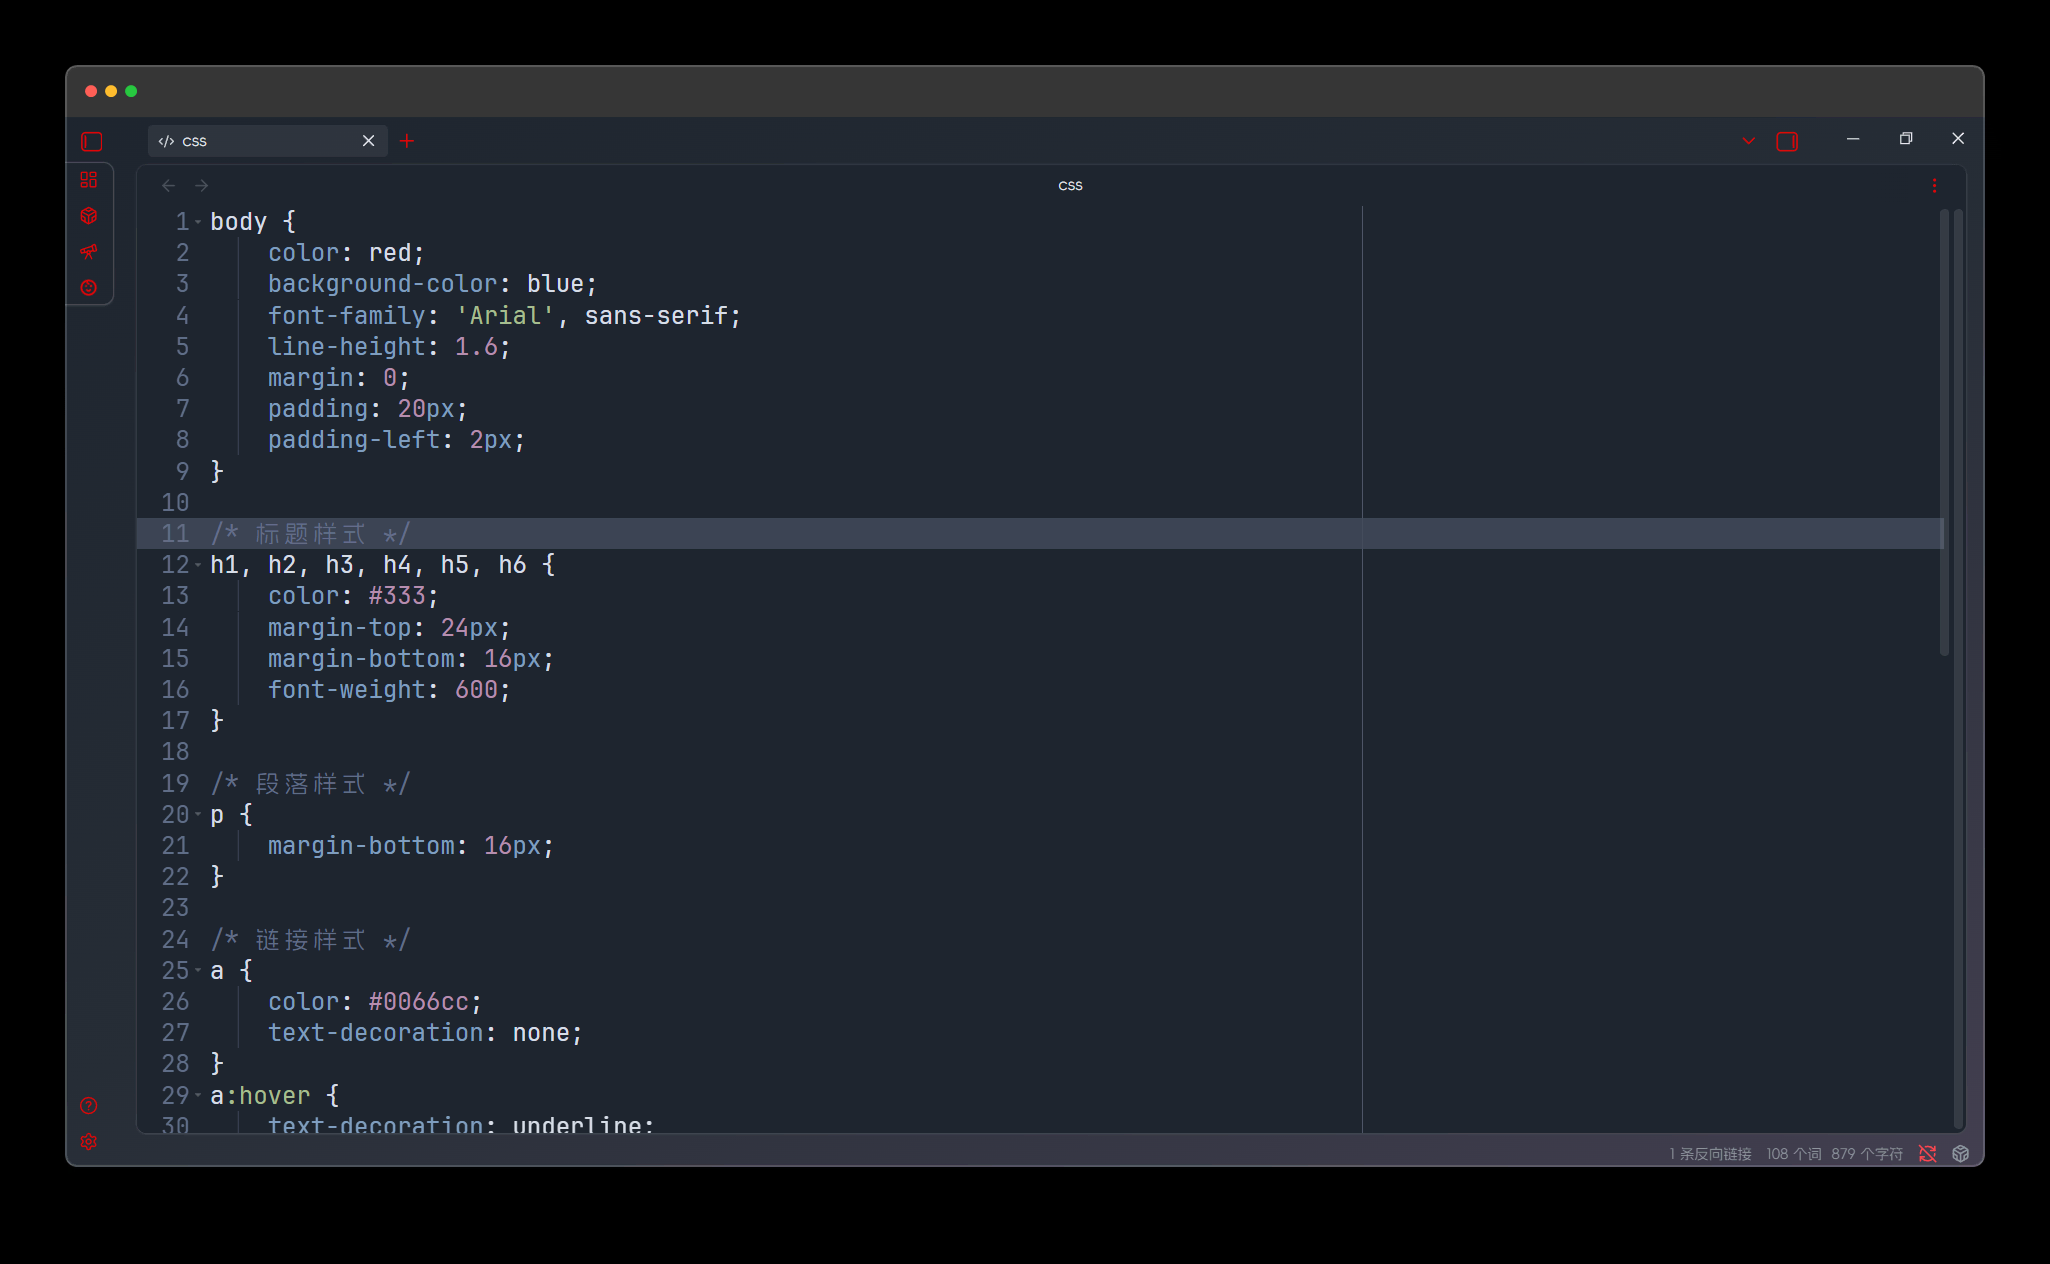 css
css
1 body {
2     color: red;
3     background-color: blue;
4     font-family: 'Arial', sans-serif;
5     line-height: 1.6;
6     margin: 0;
7     padding: 20px;
8     padding-left: 2px;
9 }
10
11 /* 标题样式 */
12 h1, h2, h3, h4, h5, h6 {
13     color: #333;
14     margin-top: 24px;
15     margin-bottom: 16px;
16     font-weight: 600;
17 }
18
19 /* 段落样式 */
20 p {
21     margin-bottom: 16px;
22 }
23
24 /* 链接样式 */
25 a {
26     color: #0066cc;
27     text-decoration: none;
28 }
29 a:hover {
30     text-decoration: underline;
1 条反向链接 108 个词 879 个字符